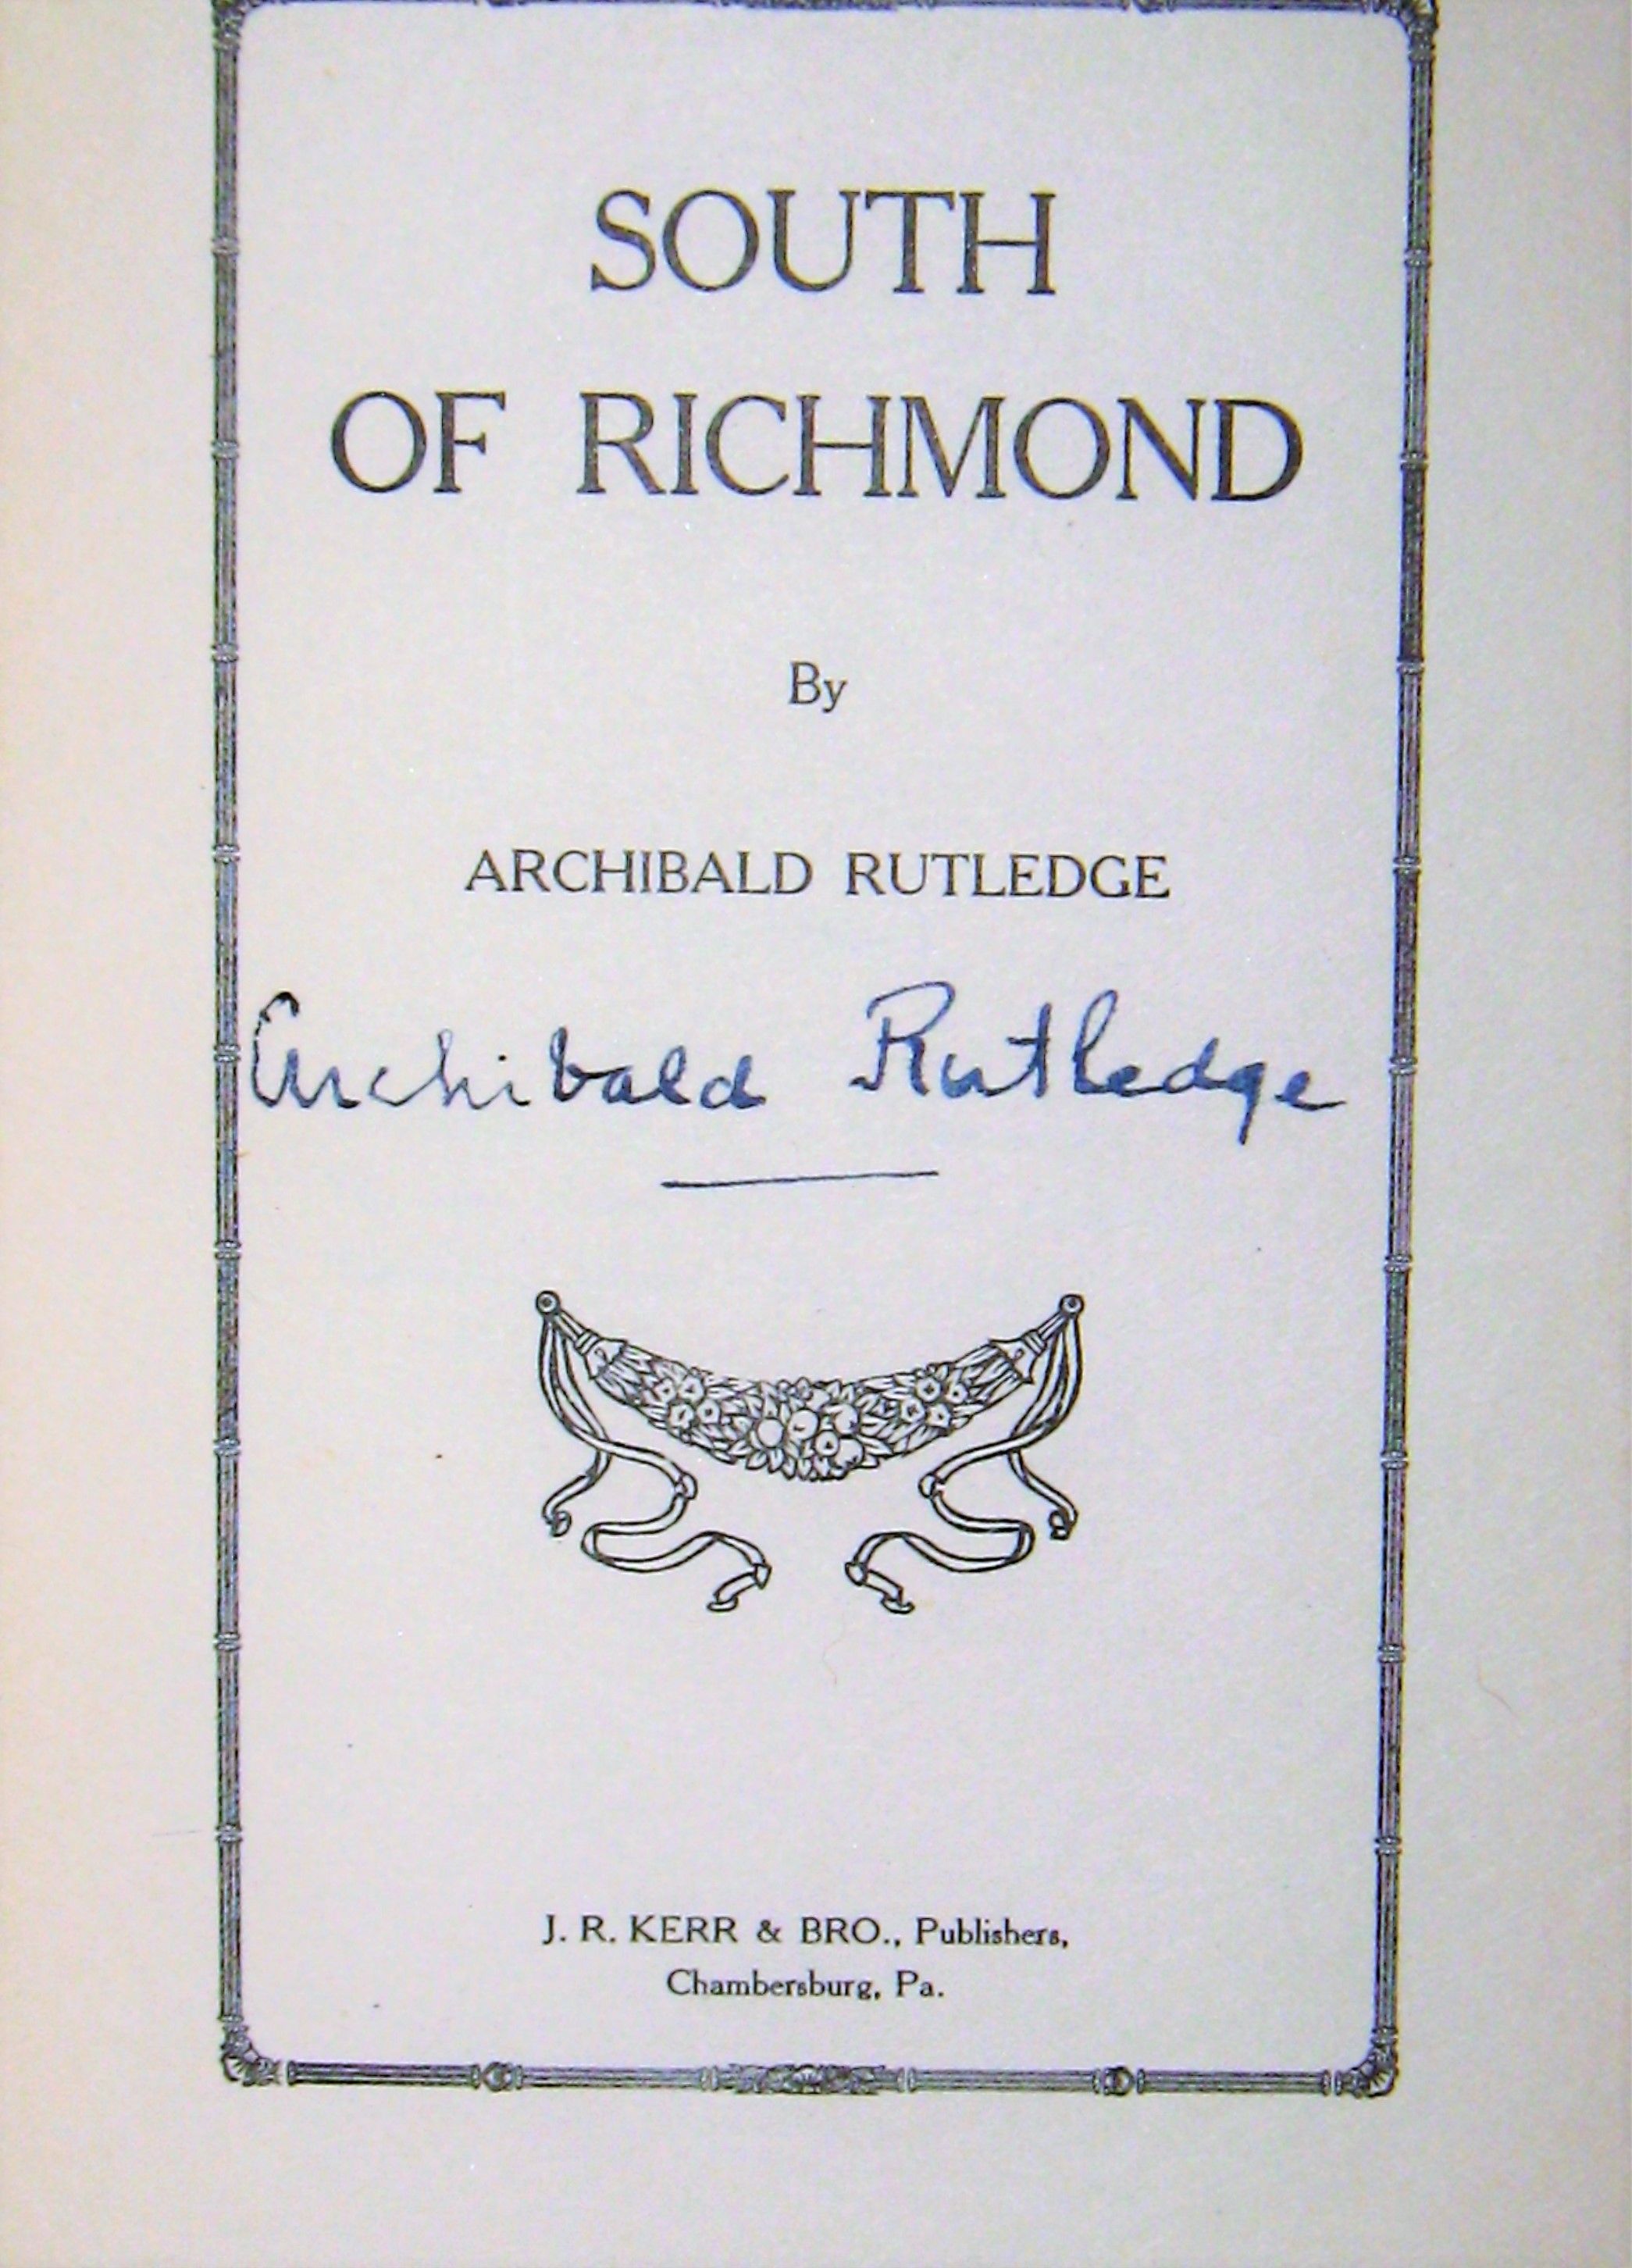 SOUTH
OF RICHMOND
By
ARCHIBALD RUTLEDGE
Archibald Rutledge
J. R. KERR & BRO., Publishers,
Chambersburg, Pa.